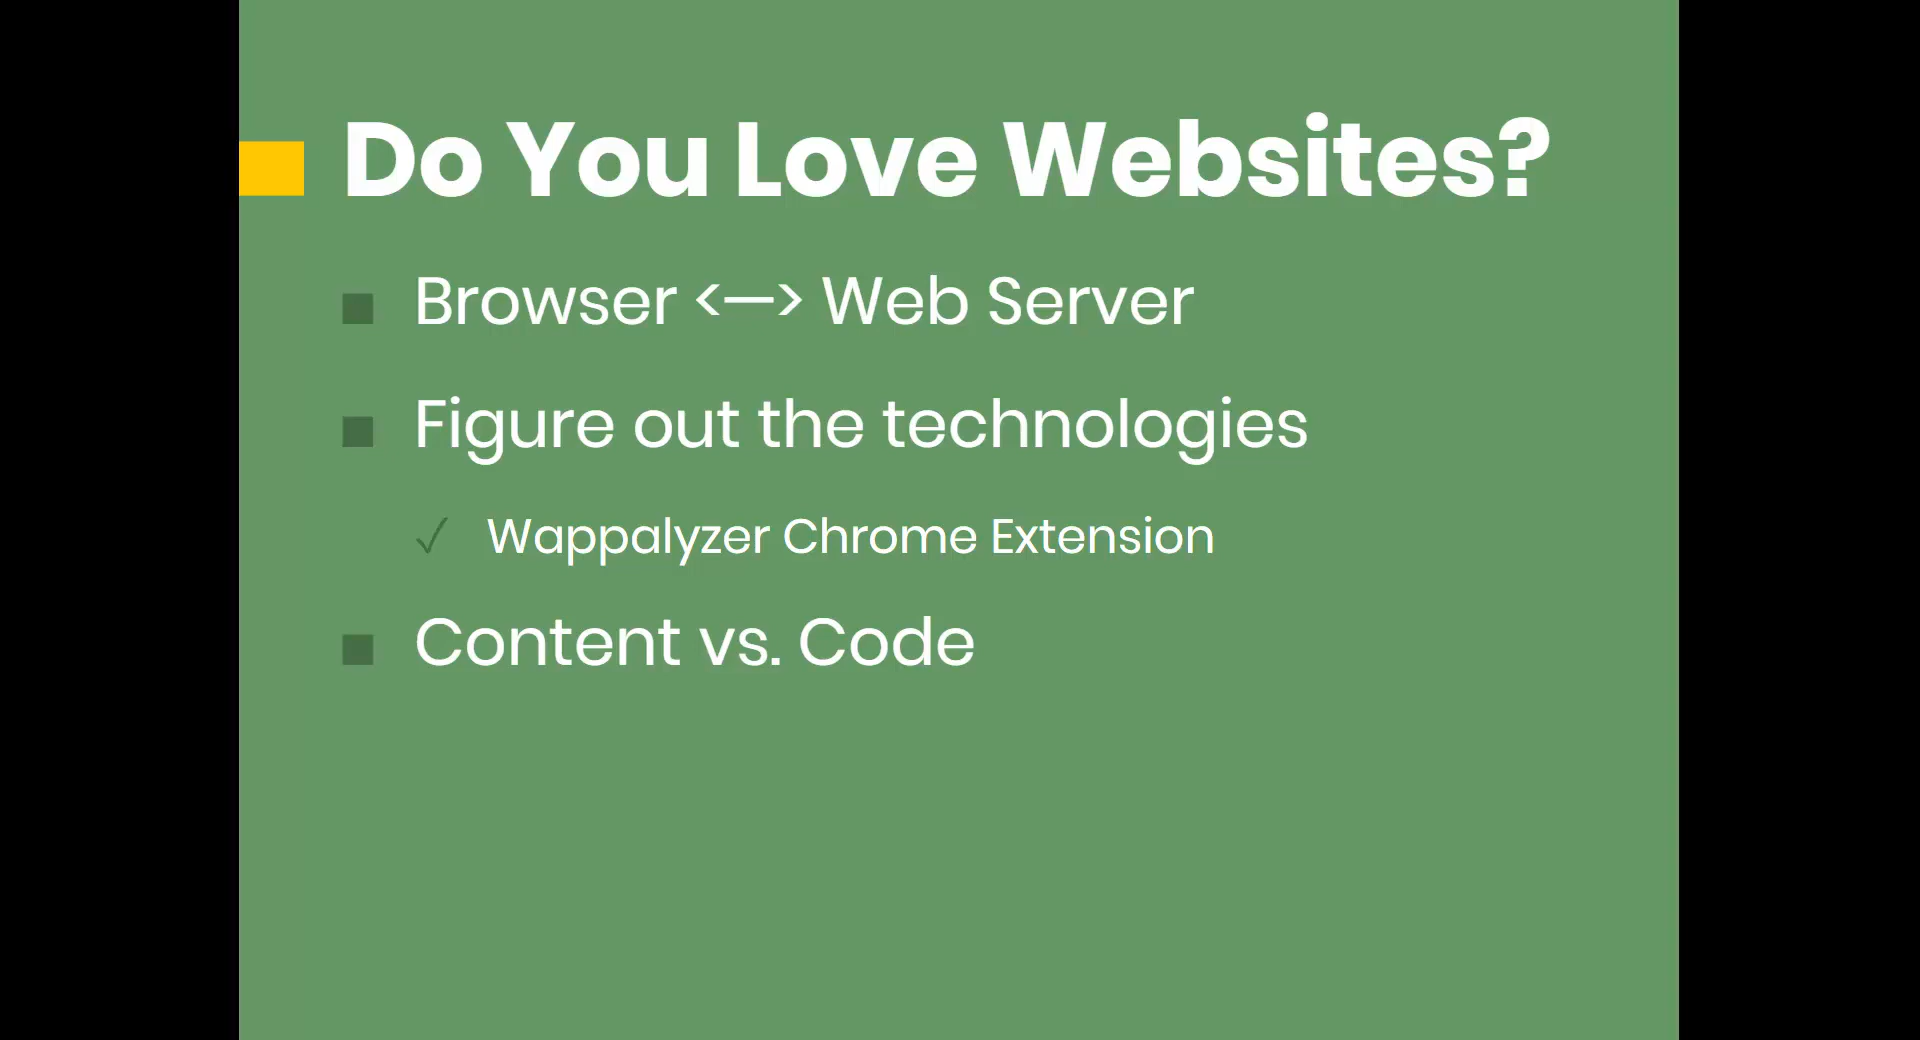 Do You Love Websites?
Browser <—> Web Server
Figure out the technologies
Wappalyzer Chrome Extension
Content vs. Code